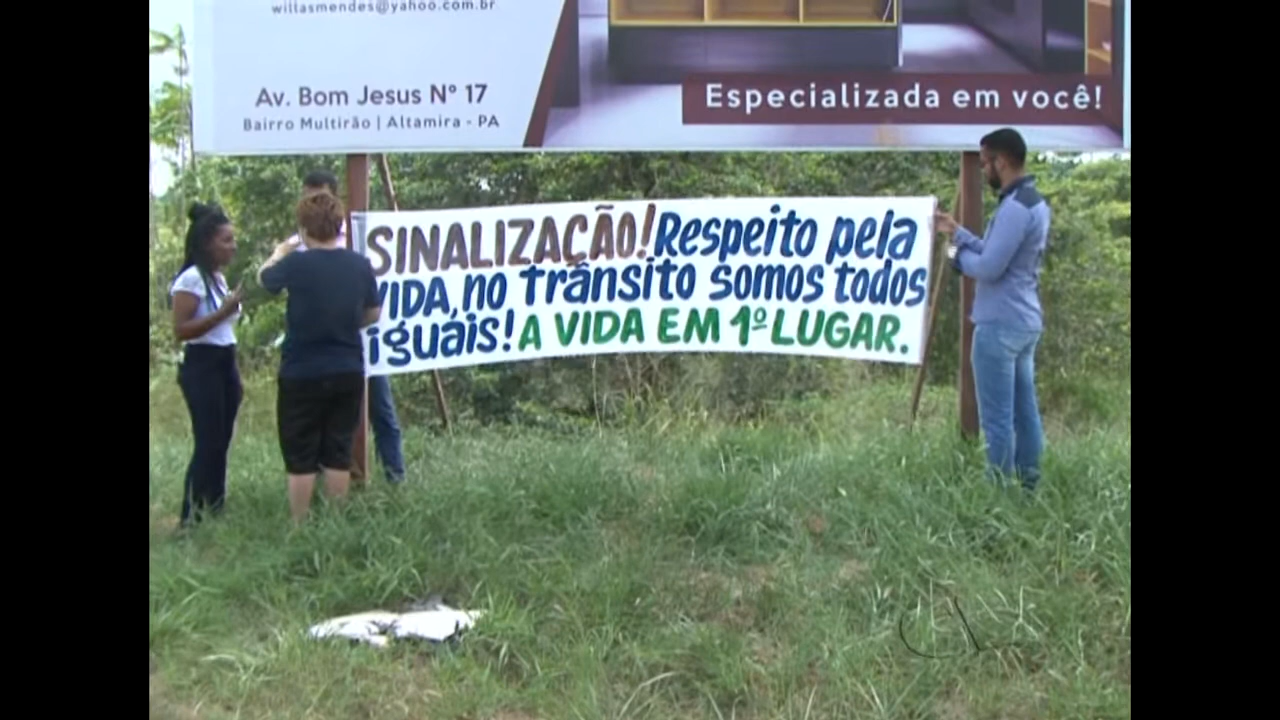 willasmendes@yahoo.com.br
Av. Bom Jesus Nº 17
Bairro Multirão | Altamira - PA
Especializada em você!
SINALIZAÇÃO! Respeito pela
VIDA, no trânsito somos todos
iguais! A VIDA EM 1º LUGAR.